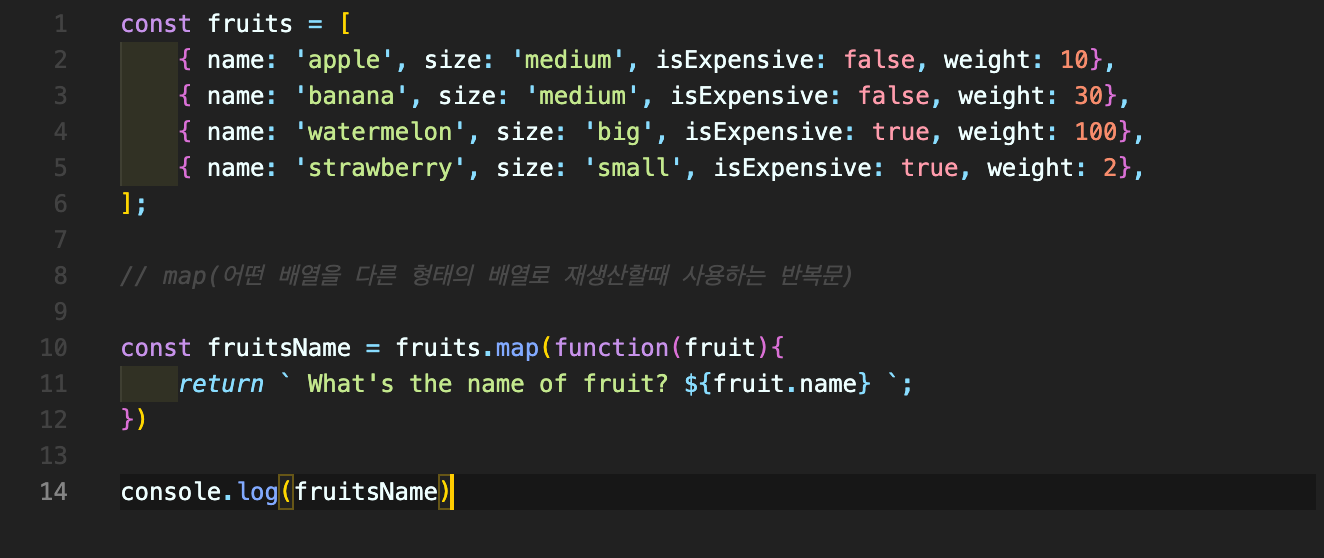 1 const fruits = [
2     { name: 'apple', size: 'medium', isExpensive: false, weight: 10},
3     { name: 'banana', size: 'medium', isExpensive: false, weight: 30},
4     { name: 'watermelon', size: 'big', isExpensive: true, weight: 100},
5     { name: 'strawberry', size: 'small', isExpensive: true, weight: 2},
6 ];
7
8 // map(어떤 배열을 다른 형태의 배열로 재생산할때 사용하는 반복문)
9
10 const fruitsName = fruits.map(function(fruit){
11     return ` What's the name of fruit? ${fruit.name} `;
12 })
13
14 console.log(fruitsName)